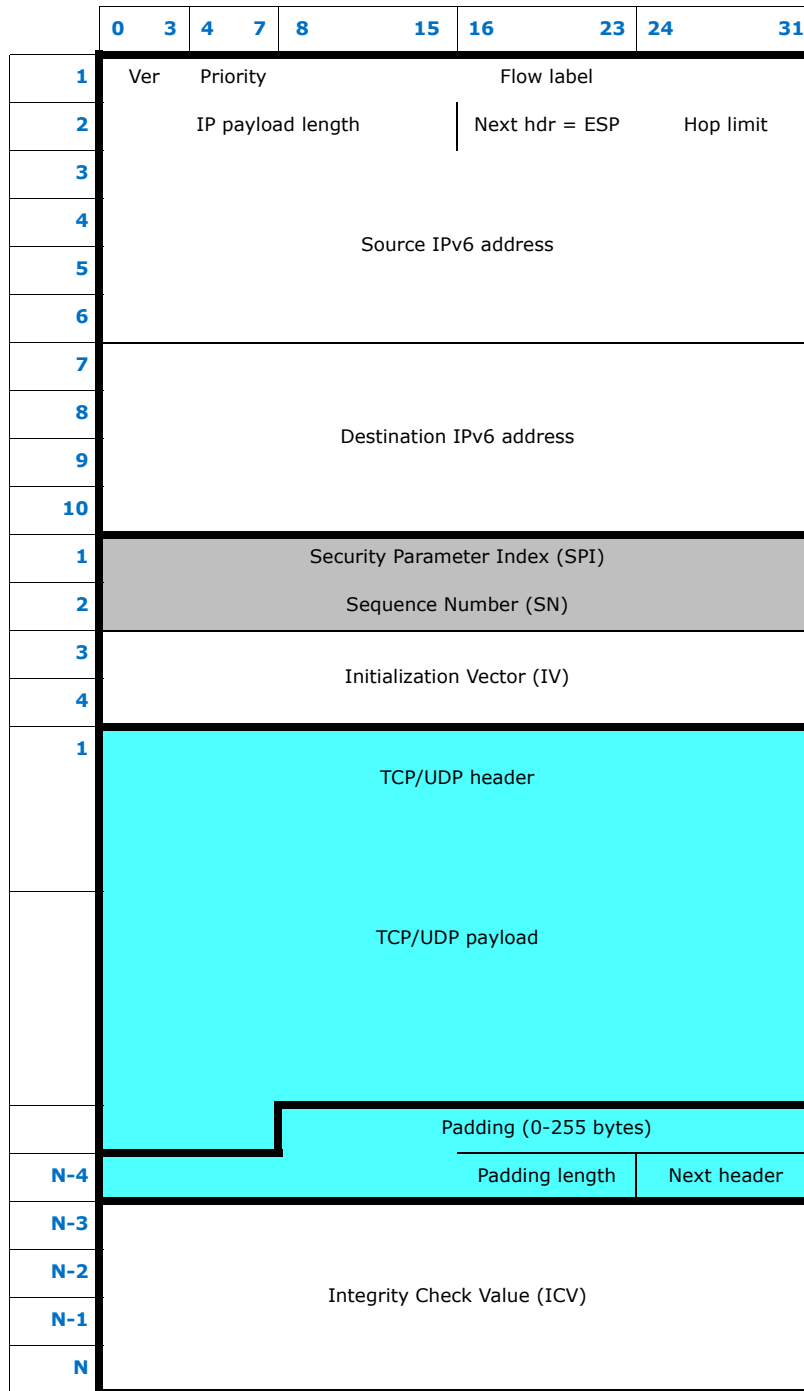 0 3 4 7 8 15 16 23 24 31
1 Ver Priority Flow label
2 IP payload length Next hdr = ESP Hop limit
3
4
Source IPv6 address
5
6
7
8
Destination IPv6 address
9
10
1 Security Parameter Index (SPI)
2 Sequence Number (SN)
3
Initialization Vector (IV)
4
1
TCP/UDP header
TCP/UDP payload
Padding (0-255 bytes)
N-4 Padding length Next header
N-3
N-2
Integrity Check Value (ICV)
N-1
N